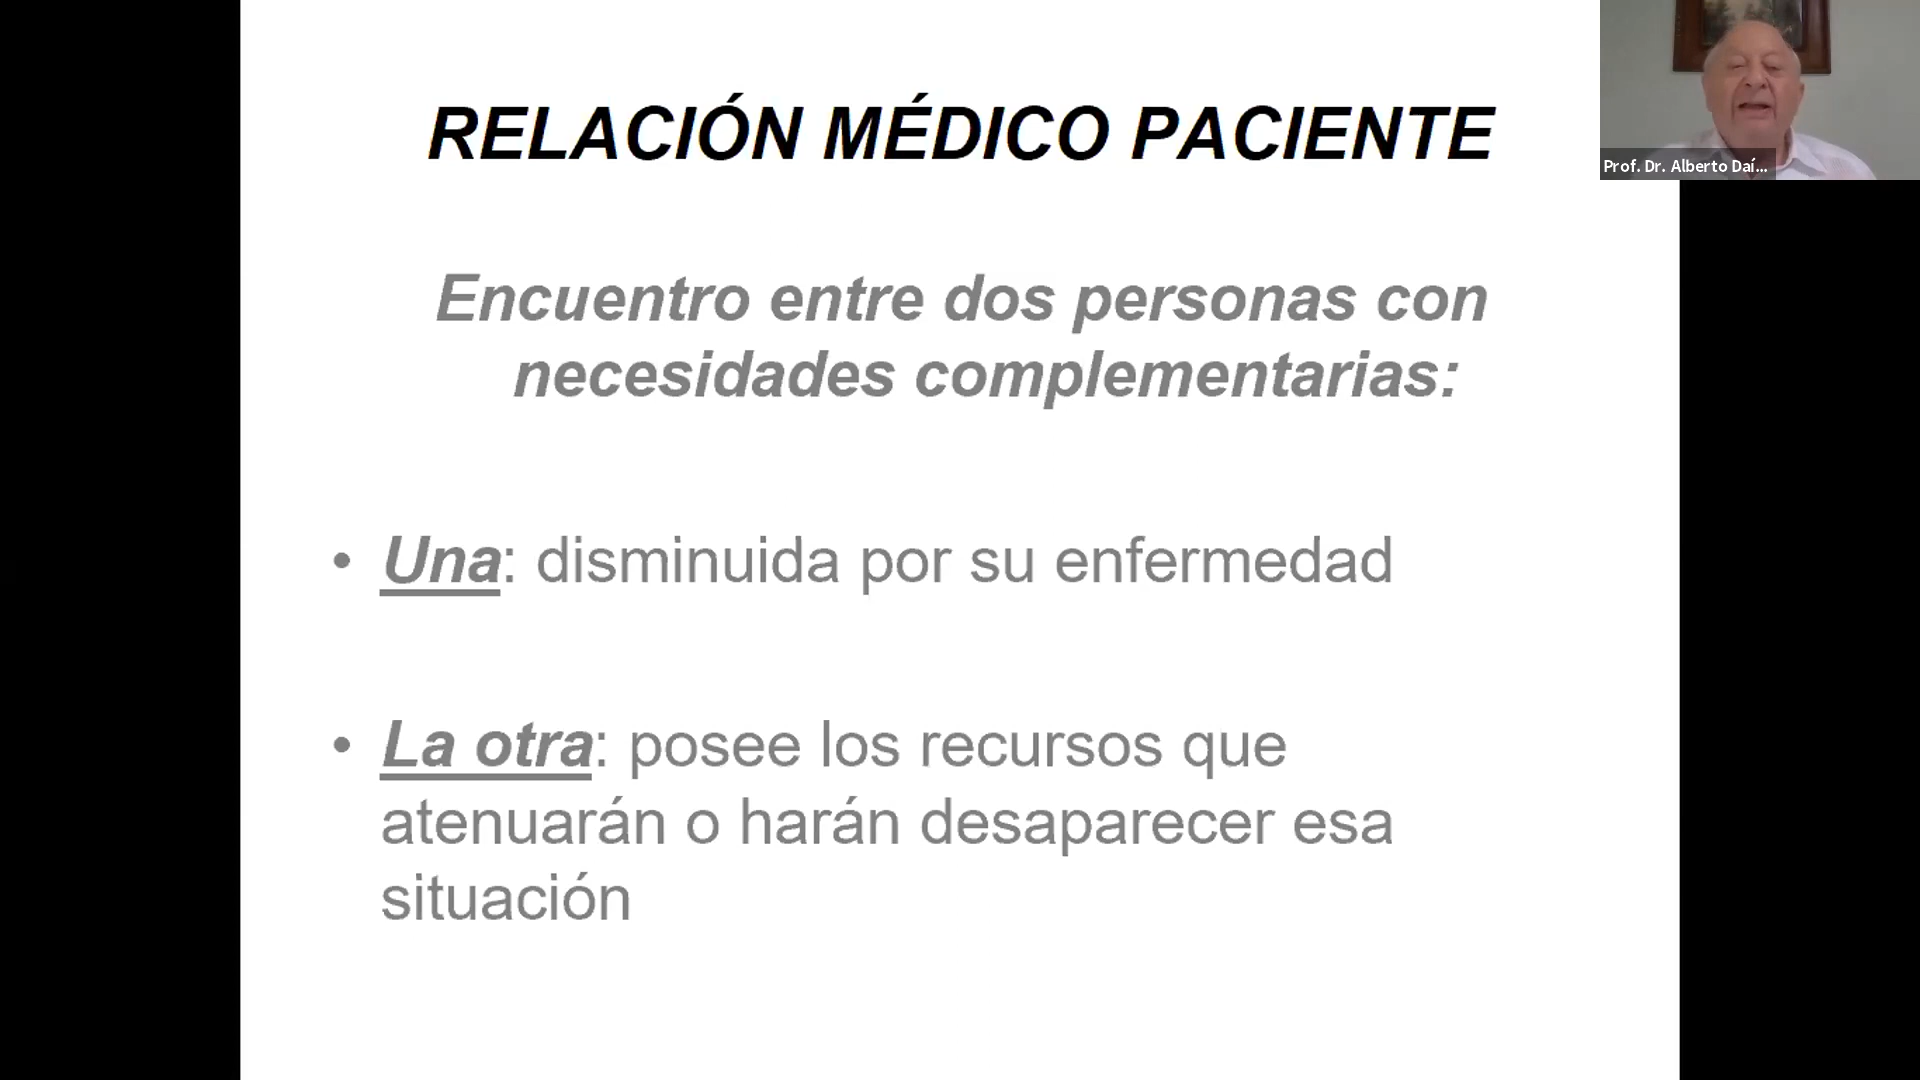 RELACIÓN MÉDICO PACIENTE
Prof. Dr. Alberto Daí...
Encuentro entre dos personas con
necesidades complementarias:
• Una: disminuida por su enfermedad
• La otra: posee los recursos que
atenuarán o harán desaparecer esa
situación